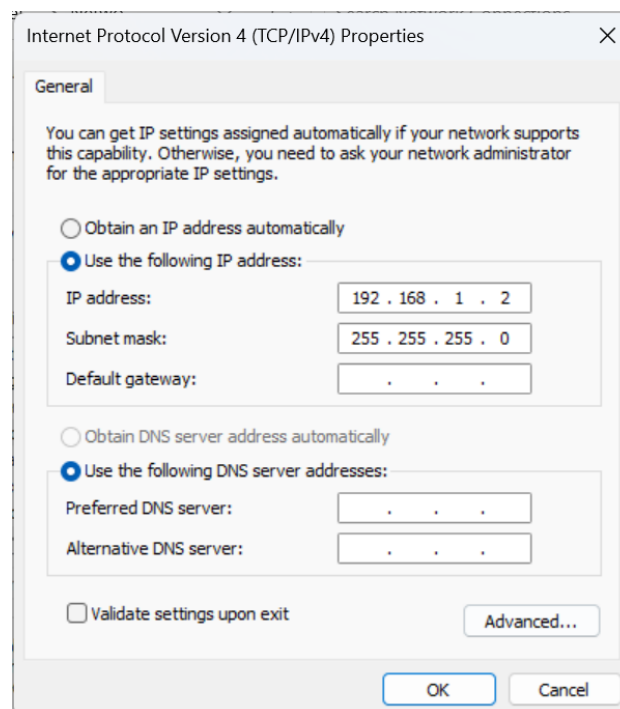 Internet Protocol Version 4 (TCP/IPv4) Properties
General
You can get IP settings assigned automatically if your network supports
this capability. Otherwise, you need to ask your network administrator
for the appropriate IP settings.
Obtain an IP address automatically
Use the following IP address:
IP address: 192 . 168 . 1 . 2
Subnet mask: 255 . 255 . 255 . 0
Default gateway: . . .
Obtain DNS server address automatically
Use the following DNS server addresses:
Preferred DNS server: . . .
Alternative DNS server: . . .
Validate settings upon exit
Advanced...
OK Cancel